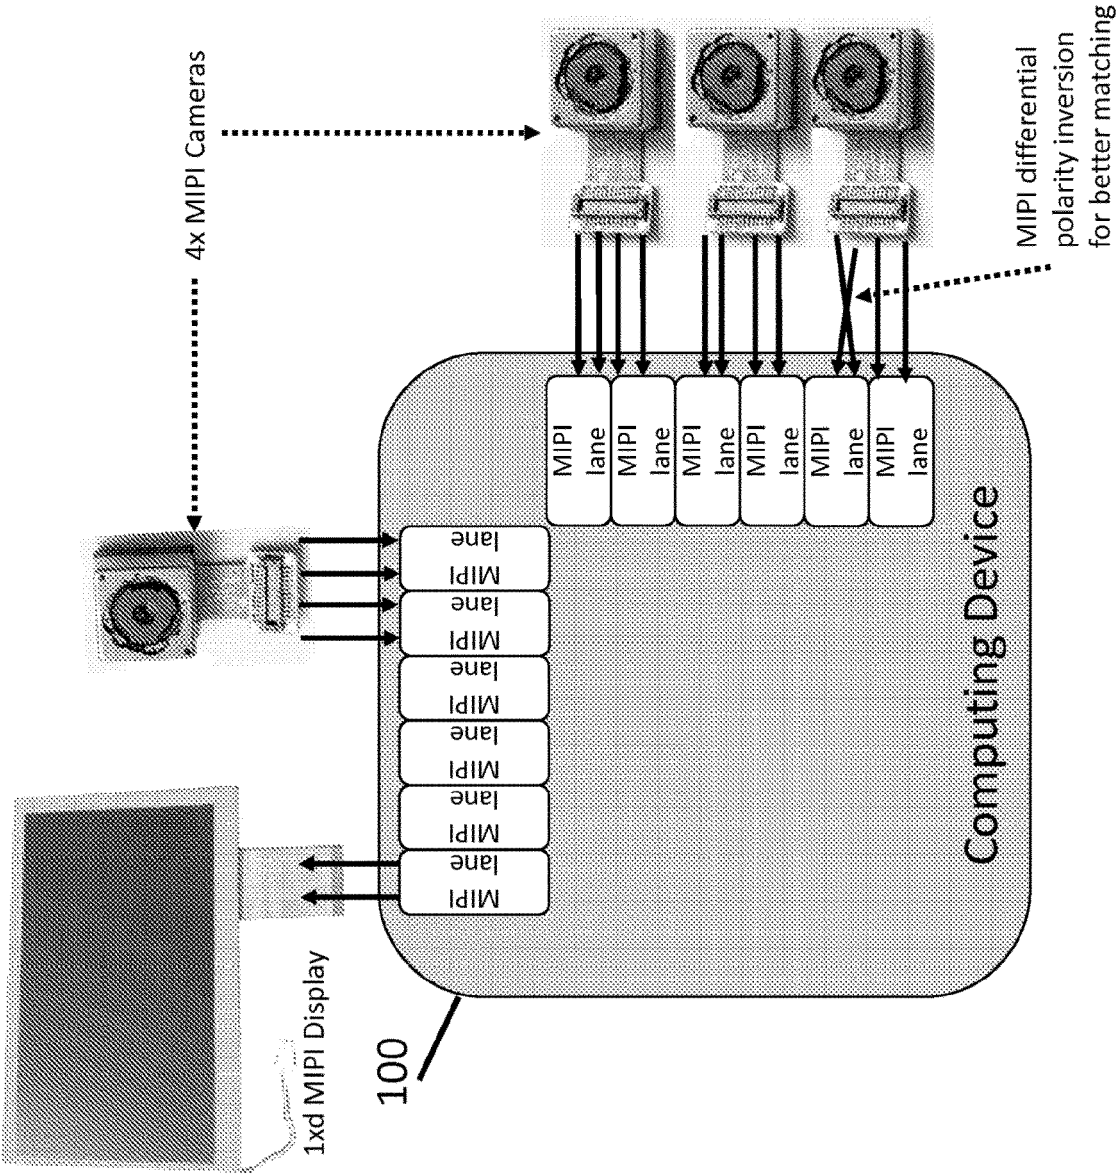 4x MIPI Cameras
1xd MIPI Display
100
MIPI
lane
MIPI
lane
MIPI
lane
MIPI
lane
MIPI
lane
MIPI
lane
MIPI
lane
MIPI
lane
MIPI
lane
MIPI
lane
MIPI
lane
MIPI
lane
Computing Device
MIPI differential
polarity inversion
for better matching